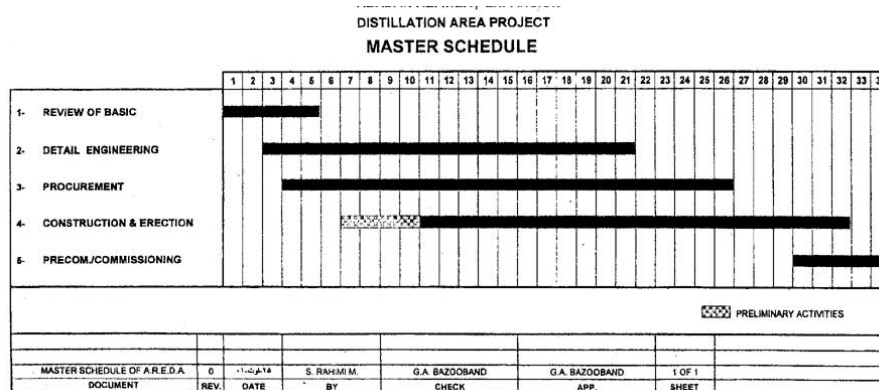 DISTILLATION AREA PROJECT
MASTER SCHEDULE
1 2 3 4 5 6 7 8 9 10 11 12 13 14 15 16 17 18 19 20 21 22 23 24 25 26 27 28 29 30 31 32 33
1- REVIEW OF BASIC
2- DETAIL ENGINEERING
3- PROCUREMENT
4- CONSTRUCTION & ERECTION
5- PRECOM./COMMISSIONING
PRELIMINARY ACTIVITIES
MASTER SCHEDULE OF A.R.E.D.A. 0 S. RAHIMI M. G.A. BAZOOBAND G.A. BAZOOBAND 1 OF 1
DOCUMENT REV. DATE BY CHECK APP. SHEET